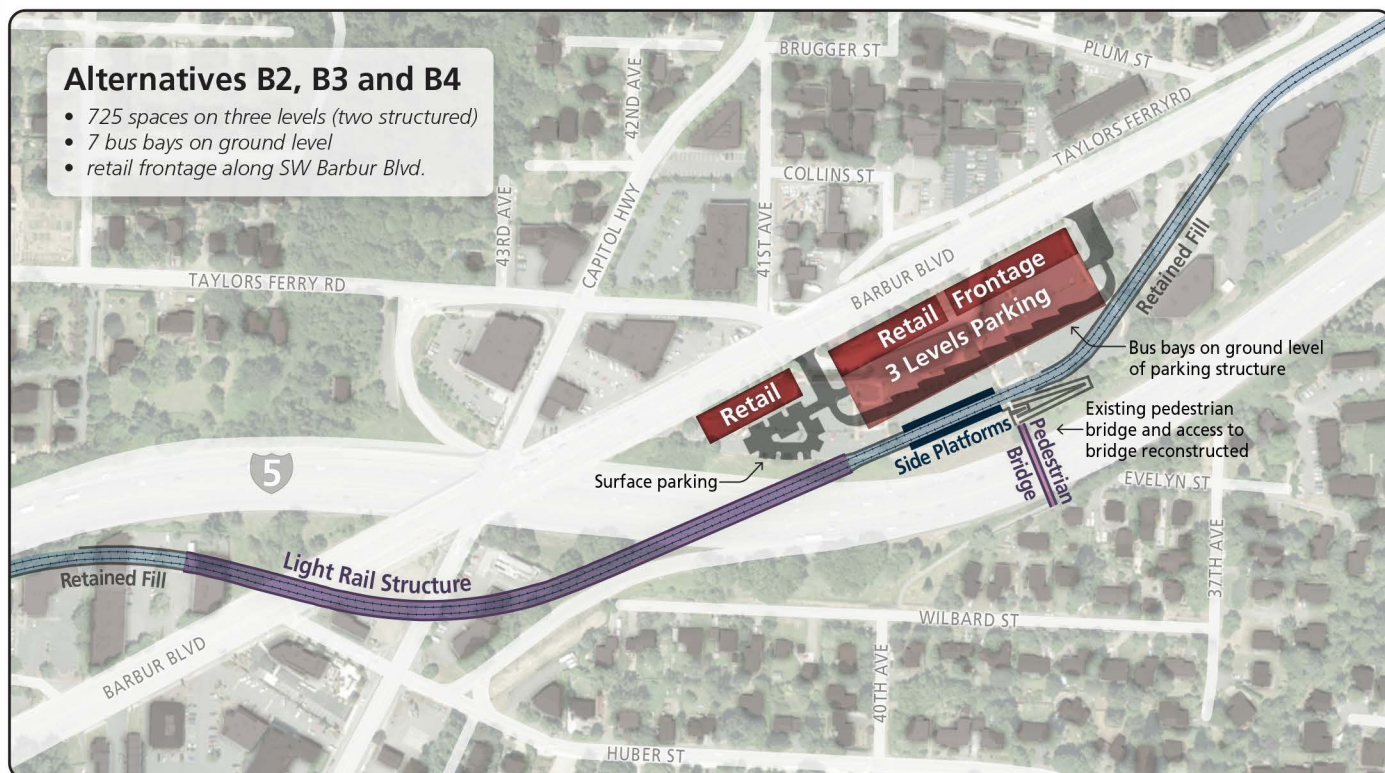 Alternatives B2, B3 and B4
• 725 spaces on three levels (two structured)
• 7 bus bays on ground level
• retail frontage along SW Barbur Blvd.
BRUGGER ST
PLUM ST
42ND AVE
TAYLORS FERRYRD
COLLINS ST
43RD AVE
CAPITOL HWY
41ST AVE
TAYLORS FERRY RD
BARBUR BLVD
Retained Fill
Retail Frontage
3 Levels Parking
Bus bays on ground level
of parking structure
Retail
Existing pedestrian
bridge and access to
bridge reconstructed
Side Platforms
Pedestrian
Bridge
Surface parking
5
EVELYN ST
37TH AVE
Light Rail Structure
Retained Fill
WILBARD ST
BARBUR BLVD
40TH AVE
HUBER ST